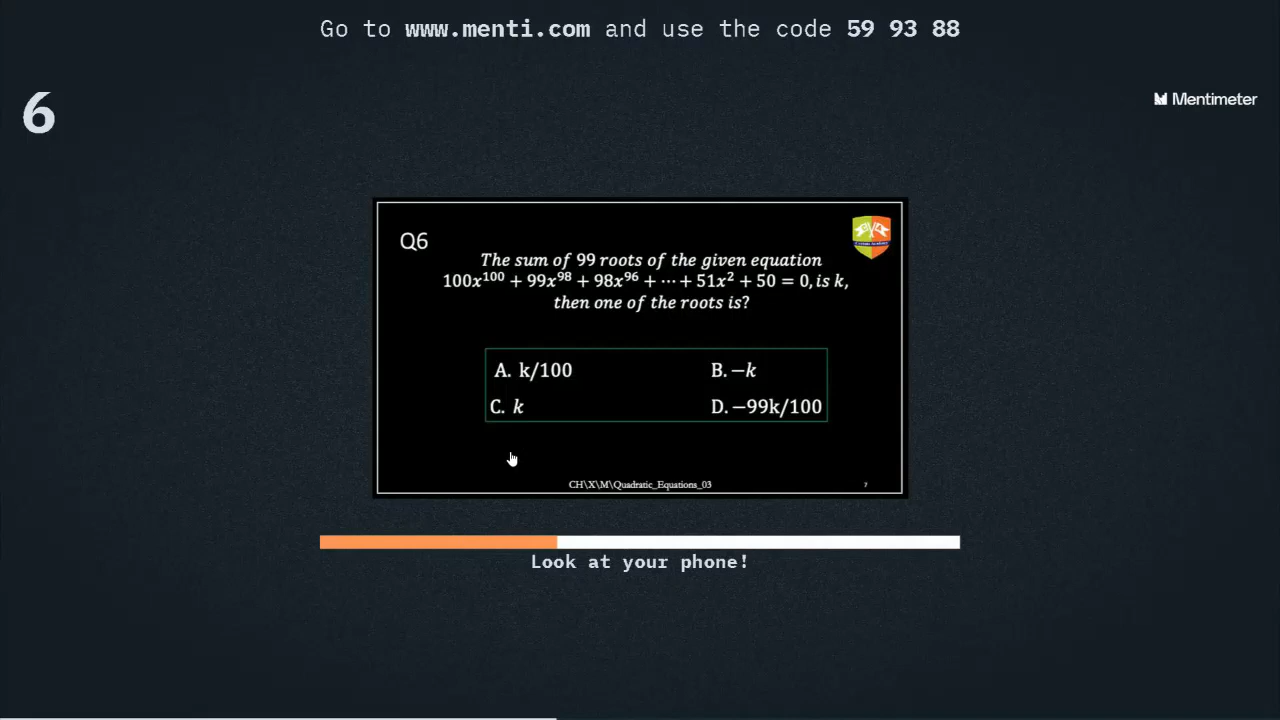 Go to www.menti.com and use the code 59 93 88
6
Mentimeter
Q6
The sum of 99 roots of the given equation
100x¹⁰⁰ + 99x⁹⁸ + 98x⁹⁶ + ⋯ + 51x² + 50 = 0, is k,
then one of the roots is?
A. k/100
B. −k
C. k
D. −99k/100
CH\X\M\Quadratic_Equations_03
7
Look at your phone!